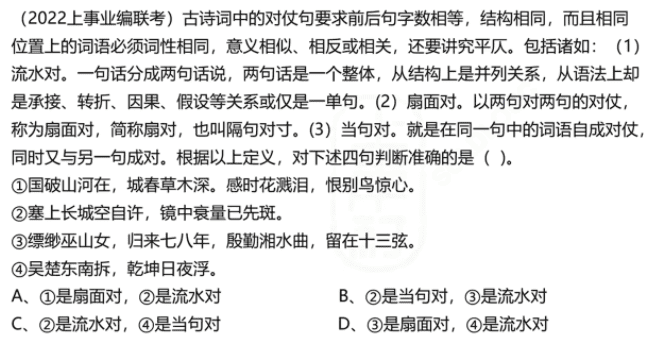 （2022上事业编联考）古诗词中的对仗句要求前后句字数相等，结构相同，而且相同
位置上的词语必须词性相同，意义相似、相反或相关，还要讲究平仄。包括诸如：（1）
流水对。一句话分成两句话说，两句话是一个整体，从结构上是并列关系，从语法上却
是承接、转折、因果、假设等关系或仅是一单句。（2）扇面对。以两句对两句的对仗，
称为扇面对，简称扇对，也叫隔句对寸。（3）当句对。就是在同一句中的词语自成对仗，
同时又与另一句成对。根据以上定义，对下述四句判断准确的是（ ）。
①国破山河在，城春草木深。感时花溅泪，恨别鸟惊心。
②塞上长城空自许，镜中衰量已先斑。
③缥缈巫山女，归来七八年，殷勤湘水曲，留在十三弦。
④吴楚东南拆，乾坤日夜浮。
A、①是扇面对，②是流水对 B、②是当句对，③是流水对
C、②是流水对，④是当句对 D、③是扇面对，④是流水对